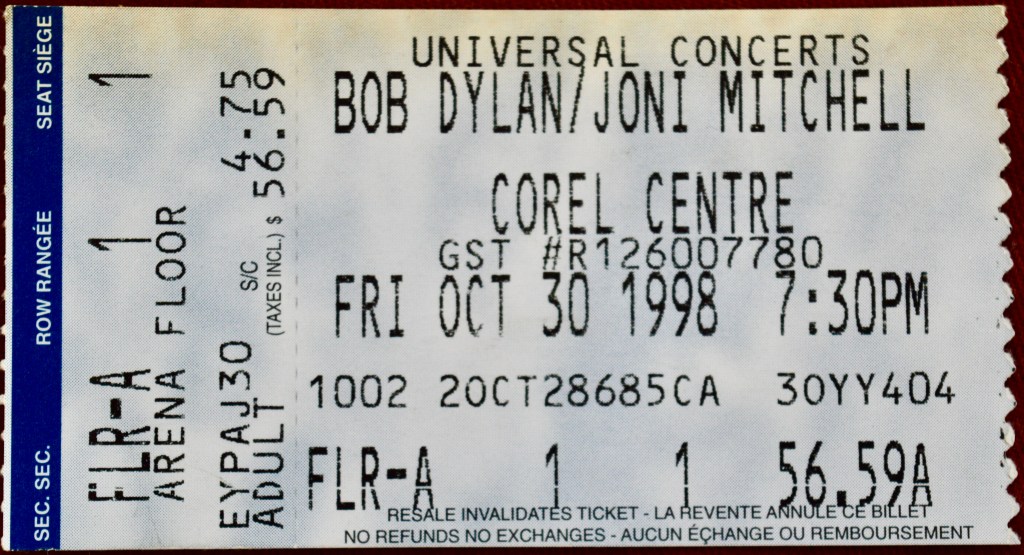 SEAT SIÈGE
ROW RANGÉE
SEC. SEC.
1
1
FLR-A
ARENA FLOOR
EYPAJ30 S/C 4.75
ADULT (TAXES INCL.) $ 56.59
UNIVERSAL CONCERTS
BOB DYLAN/JONI MITCHELL
COREL CENTRE
GST #R126007780
FRI OCT 30 1998 7:30PM
1002 20CT28685CA 30YY404
FLR-A 1 1 56.59A
RESALE INVALIDATES TICKET - LA REVENTE ANNULE CE BILLET
NO REFUNDS NO EXCHANGES - AUCUN ÉÇHANGE OU REMBOURSEMENT